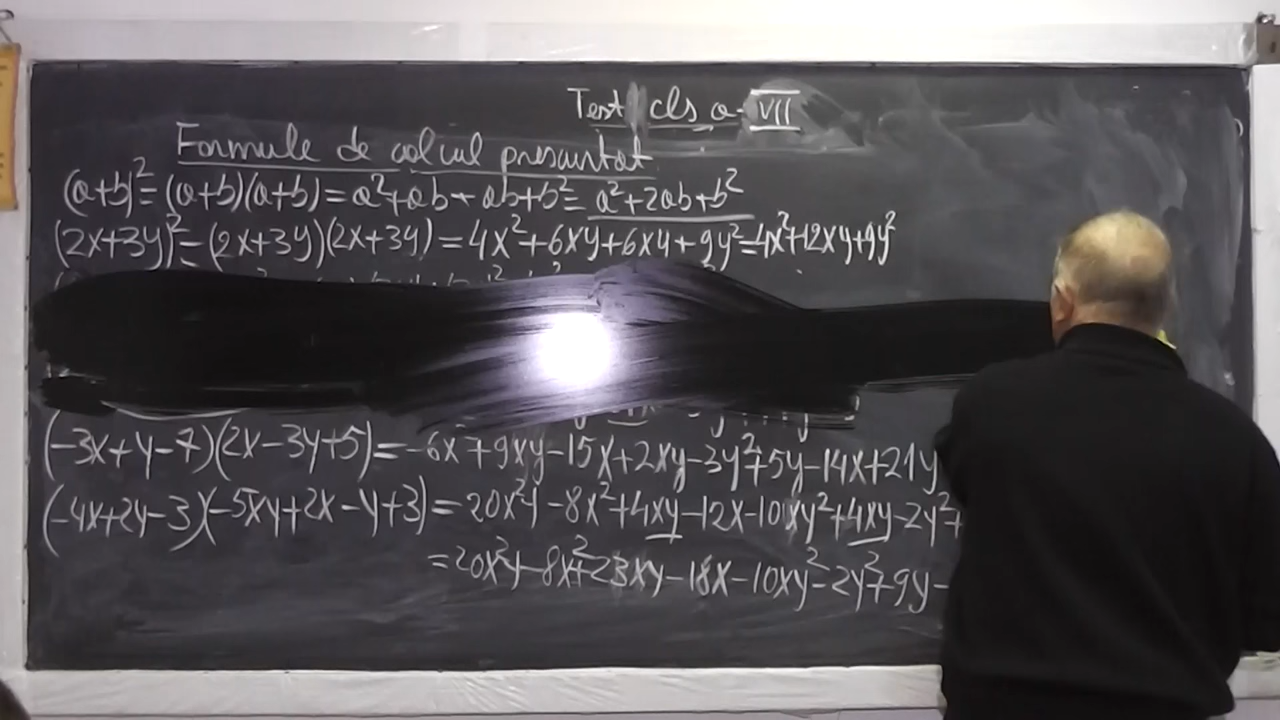 Test cls a VII
Formule de calcul prescurtat
(a+b)²=(a+b)(a+b)=a²+ab+ab+b²=a²+2ab+b²
(2x+3y)²=(2x+3y)(2x+3y)=4x²+6xy+6xy+9y²=4x²+12xy+9y²
(-3x+y-7)(2x-3y+5)=-6x²+9xy-15x+2xy-3y²+5y-14x+21y
(-4x+2y-3)(-5xy+2x-y+3)=20x²y-8x²+4xy-12x-10xy²+4xy-2y²+
=20x²y-8x²+23xy-18x-10xy²-2y²+9y-